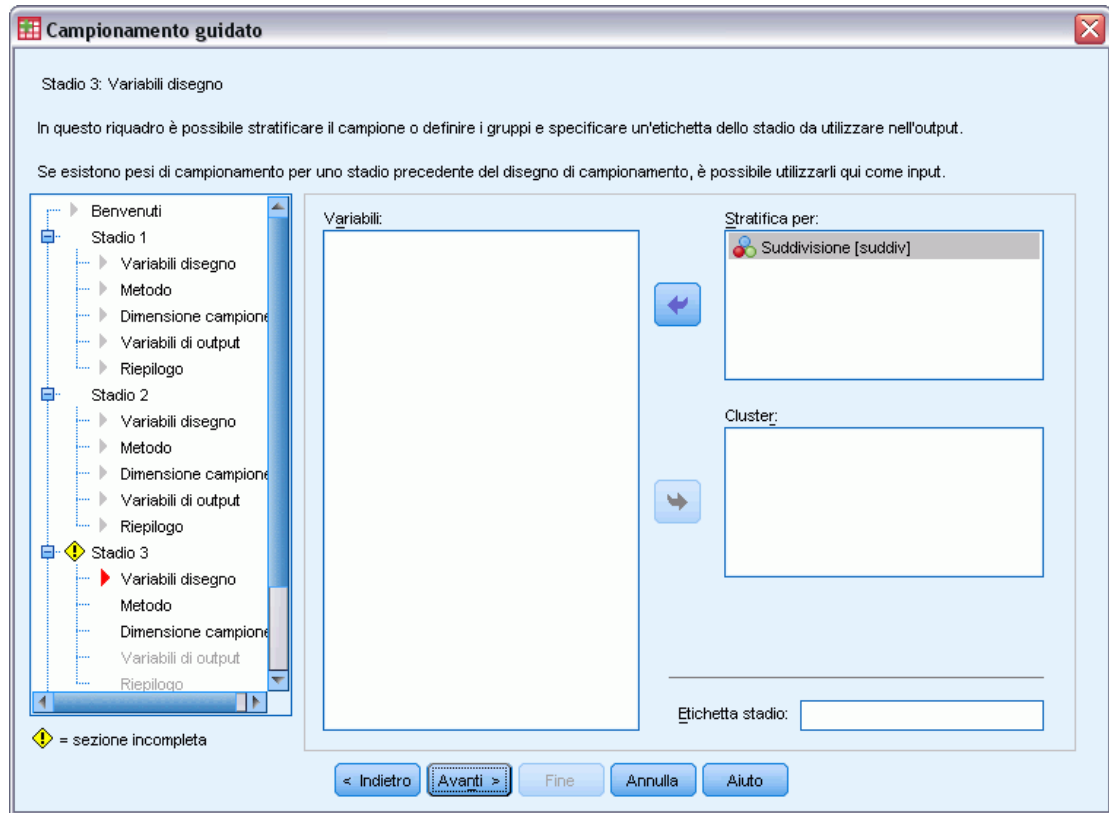 Campionamento guidato
Stadio 3: Variabili disegno
In questo riquadro è possibile stratificare il campione o definire i gruppi e specificare un'etichetta dello stadio da utilizzare nell'output.
Se esistono pesi di campionamento per uno stadio precedente del disegno di campionamento, è possibile utilizzarli qui come input.
Benvenuti
Stadio 1
Variabili disegno
Metodo
Dimensione campione
Variabili di output
Riepilogo
Stadio 2
Variabili disegno
Metodo
Dimensione campione
Variabili di output
Riepilogo
Stadio 3
Variabili disegno
Metodo
Dimensione campione
Variabili di output
Riepilogo
= sezione incompleta
Variabili:
Stratifica per:
Suddivisione [suddiv]
Cluster:
Etichetta stadio:
< Indietro
Avanti >
Fine
Annulla
Aiuto